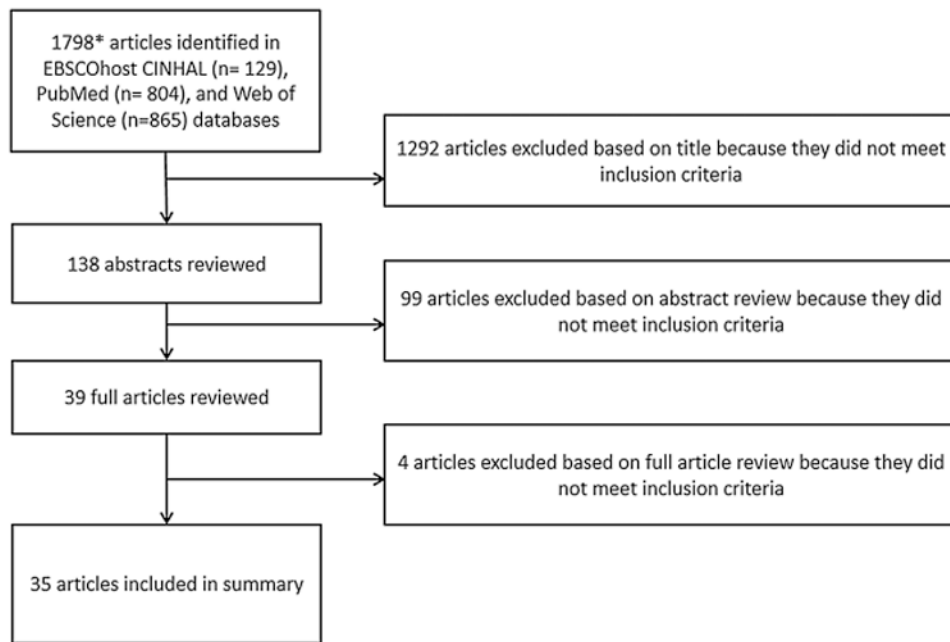 1798* articles identified in
EBSCOhost CINHAL (n= 129),
PubMed (n= 804), and Web of
Science (n=865) databases
1292 articles excluded based on title because they did not meet
inclusion criteria
138 abstracts reviewed
99 articles excluded based on abstract review because they did
not meet inclusion criteria
39 full articles reviewed
4 articles excluded based on full article review because they did
not meet inclusion criteria
35 articles included in summary